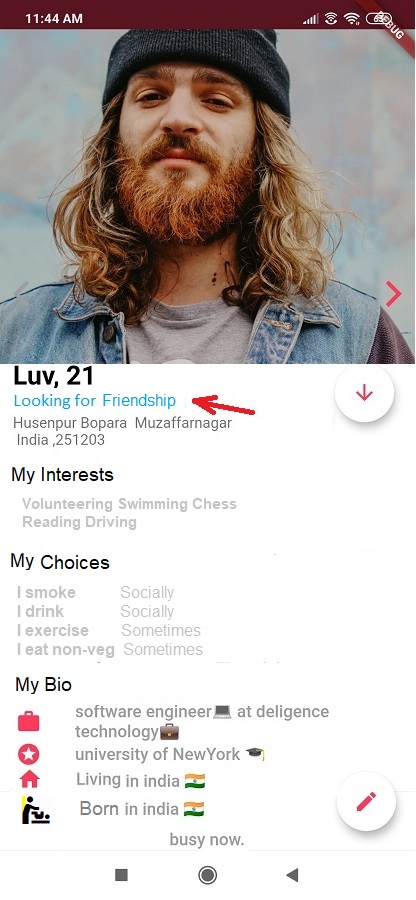 11:44 AM
63
BUG
Luv, 21
Looking for Friendship
Husenpur Bopara Muzaffarnagar
India ,251203
My Interests
Volunteering Swimming Chess
Reading Driving
My Choices
I smoke Socially
I drink Socially
I exercise Sometimes
I eat non-veg Sometimes
My Bio
software engineer💻 at deligence
technology💼
university of NewYork 🎓
Living in india 🇮🇳
Born in india 🇮🇳
busy now.